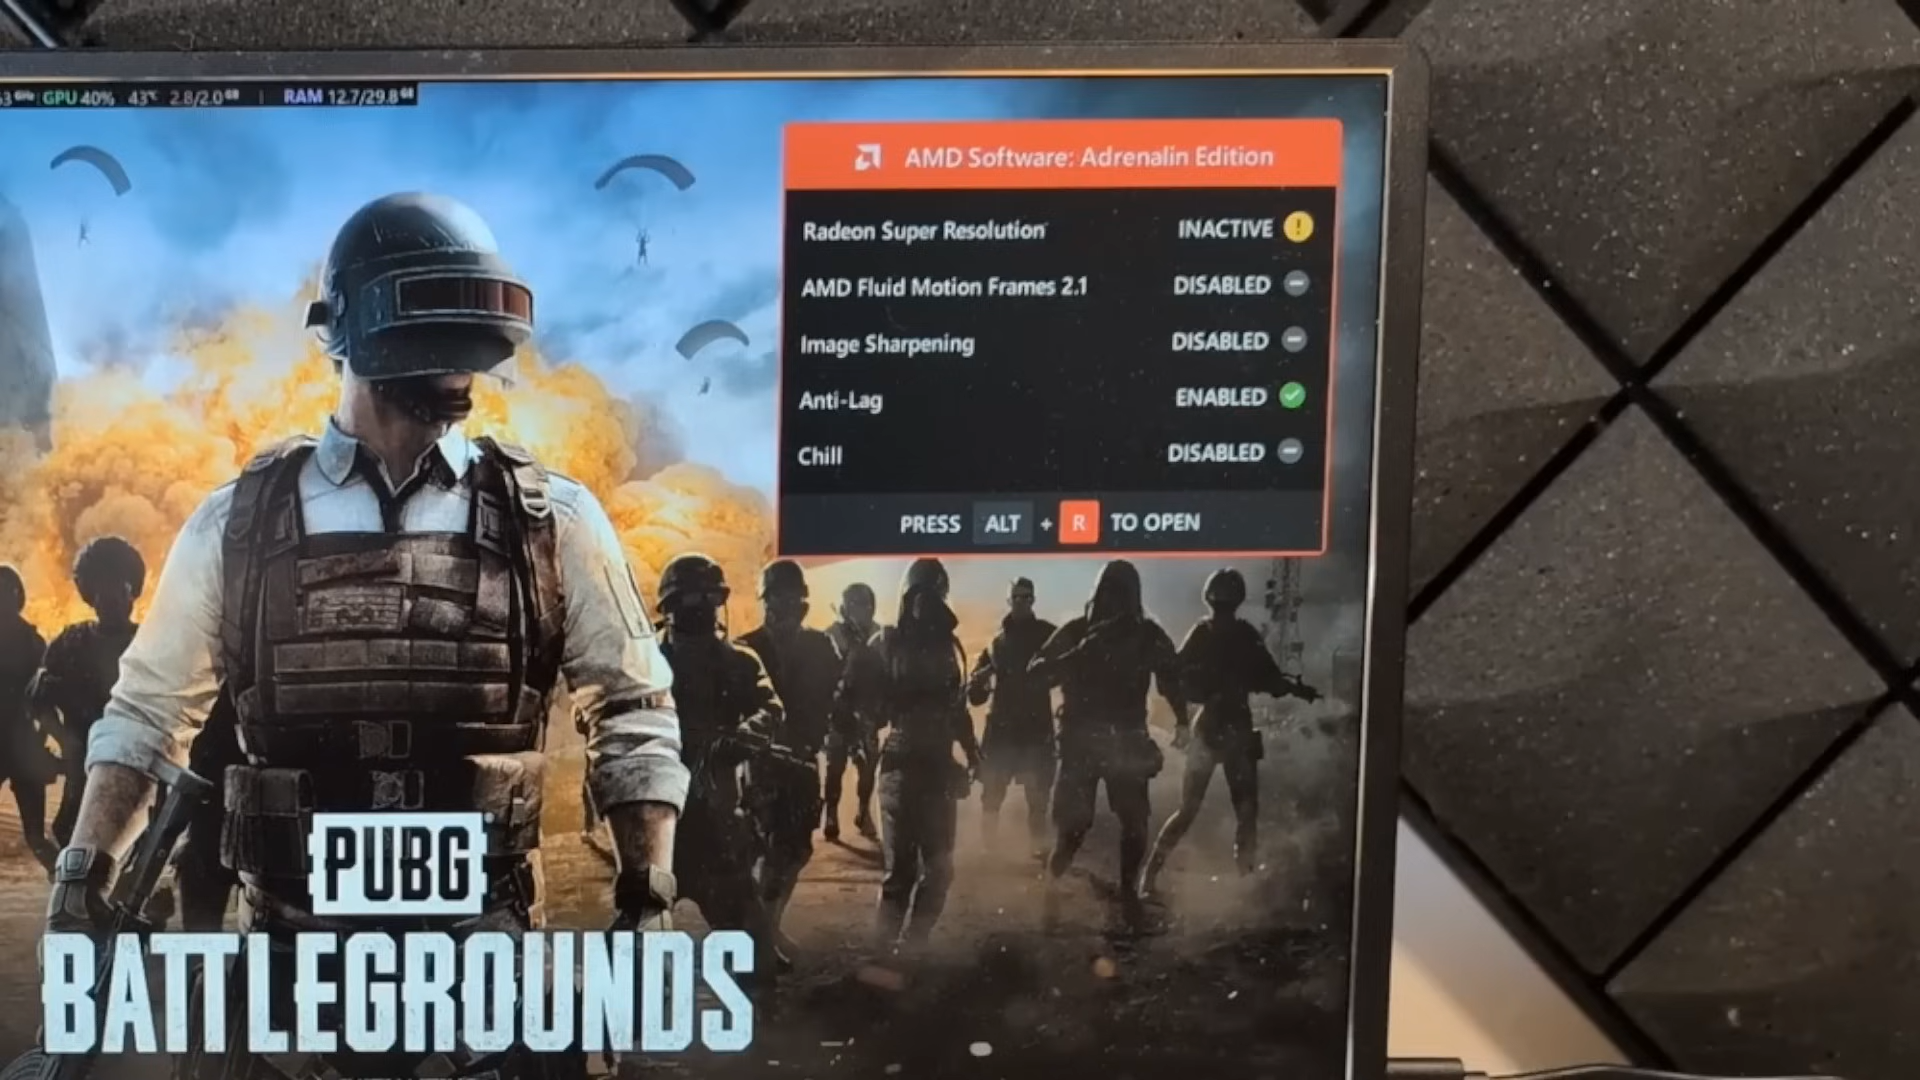 GPU 40% 43°C 2.8/2.0 GB | RAM 12.7/29.8 GB
AMD Software: Adrenalin Edition
Radeon Super Resolution INACTIVE
AMD Fluid Motion Frames 2.1 DISABLED
Image Sharpening DISABLED
Anti-Lag ENABLED
Chill DISABLED
PRESS ALT + R TO OPEN
PUBG
BATTLEGROUNDS